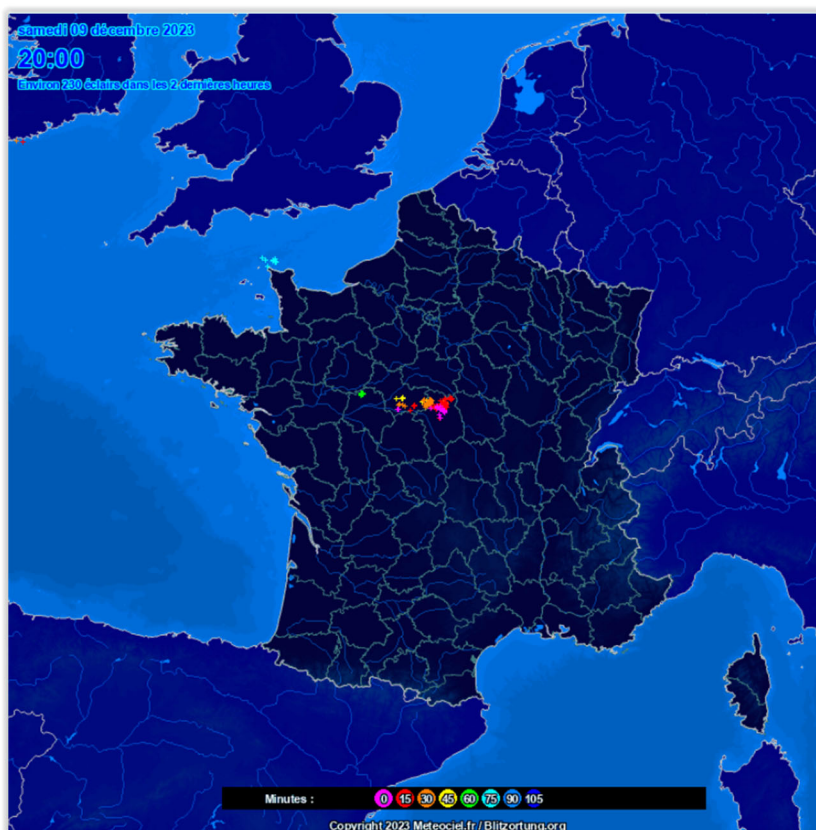 samedi 09 décembre 2023
20:00
Environ 230 éclairs dans les 2 dernières heures
Minutes : 0 15 30 45 60 75 90 105
Copyright 2023 Meteociel.fr / Blitzortung.org